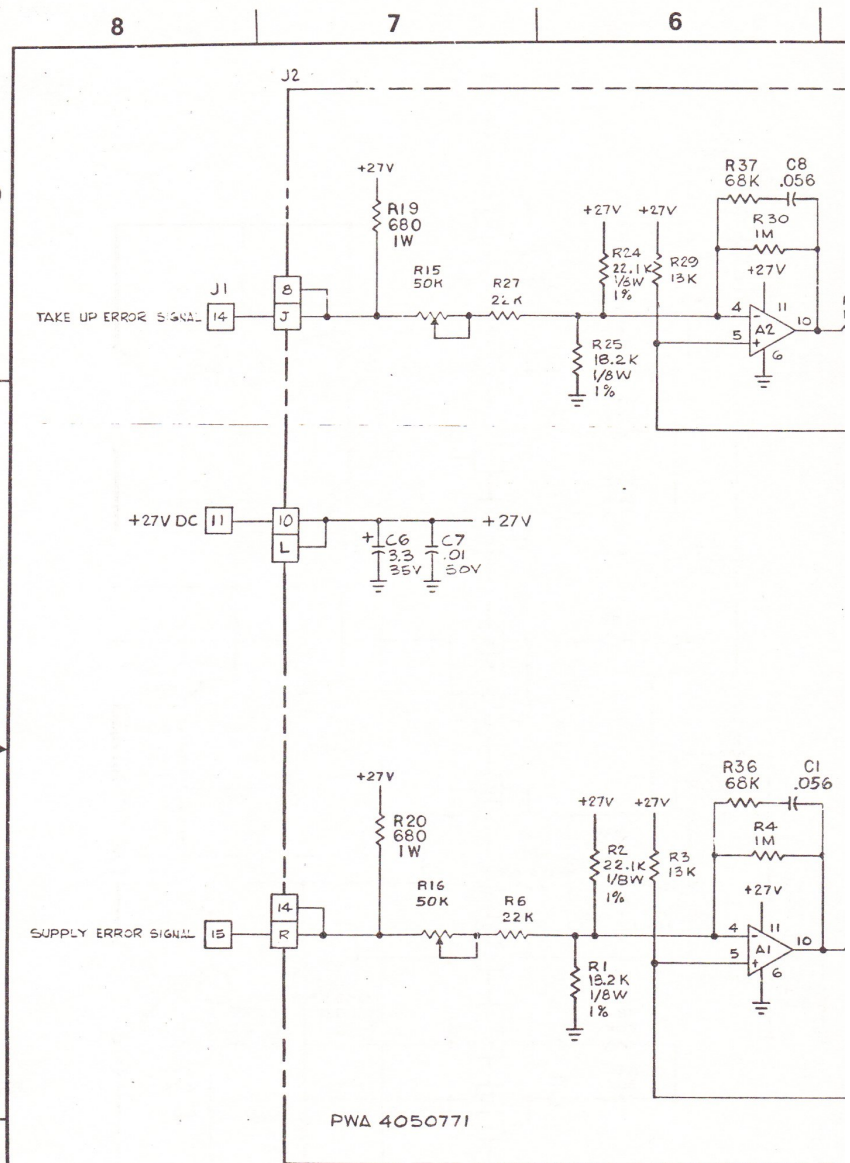 8 7 6
J2
+27V
R19
680
1W
R15
50K
R27
22K
+27V +27V
R24
22.1K
1/8W
1%
R29
13K
R37
68K
C8
.056
R30
1M
+27V
J1
8
TAKE UP ERROR SIGNAL 14 J
R25
18.2K
1/8W
1%
4 - 11
5 + A2 10
6
+27V DC 11 10 +27V
L
+ C6
3.3
35V
C7
.01
50V
+27V
R20
680
1W
R16
50K
R6
22K
+27V +27V
R2
22.1K
1/8W
1%
R3
13K
R36
68K
C1
.056
R4
1M
+27V
14
SUPPLY ERROR SIGNAL 15 R
R1
18.2K
1/8W
1%
4 - 11
5 + A1 10
6
PWA 4050771